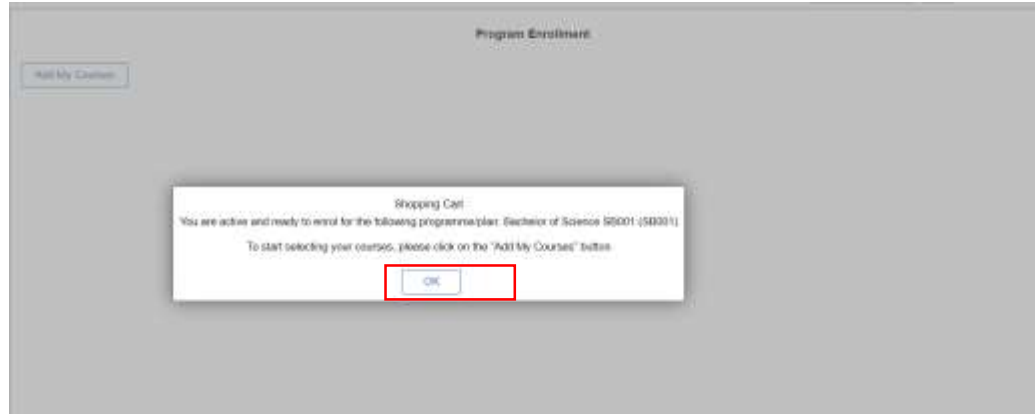 Program Enrollment
Add My Courses
Shopping Cart
You are active and ready to enrol for the following programme/plan: Bachelor of Science SB001 (SB001)
To start selecting your courses, please click on the "Add My Courses" button
OK